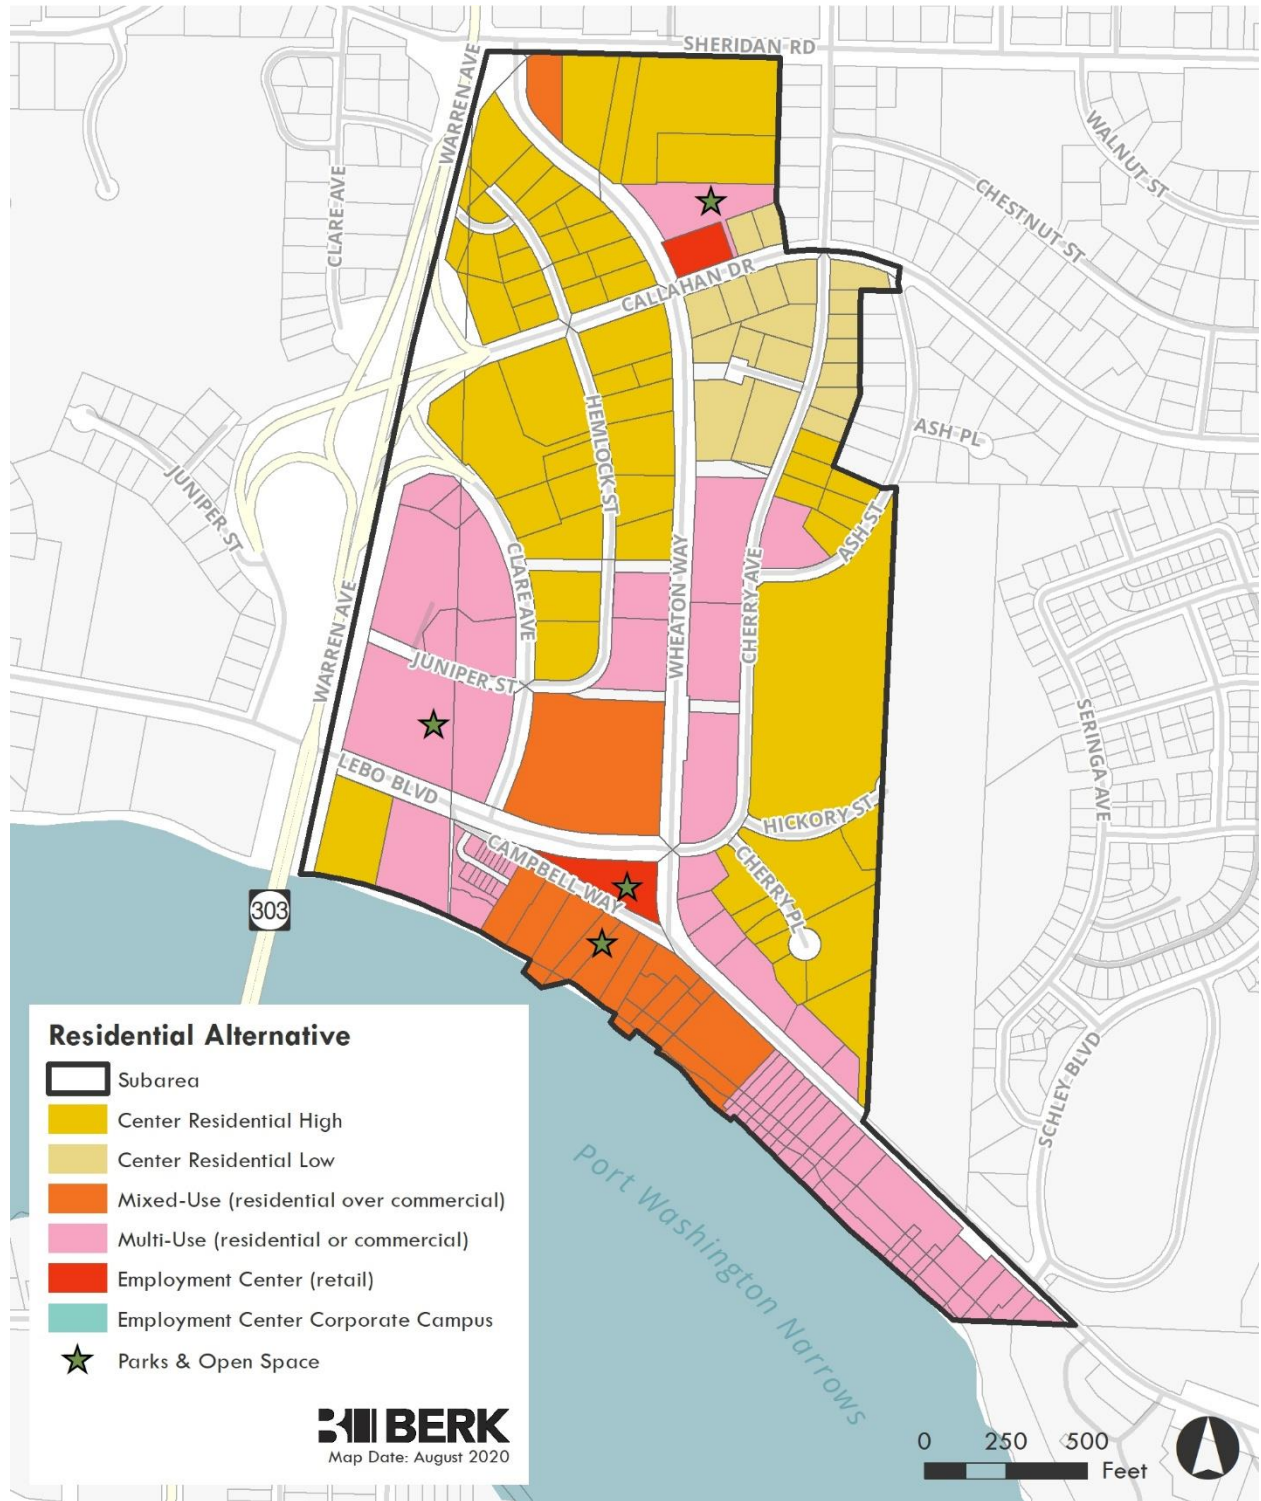 SHERIDAN RD
WARREN AVE
WALNUT ST
CLARE AVE
CHESTNUT ST
CALLAHAN DR
HEMLOCK ST
ASH PL
JUNIPER ST
ASH ST
CLARE AVE
WHEATON WAY
CHERRY AVE
WARREN AVE
JUNIPER ST
SERINGA AVE
LEBO BLVD
HICKORY ST
CAMPBELL WAY
CHERRY PL
303
SCHLEY BLVD
Port Washington Narrows
Residential Alternative
Subarea
Center Residential High
Center Residential Low
Mixed-Use (residential over commercial)
Multi-Use (residential or commercial)
Employment Center (retail)
Employment Center Corporate Campus
Parks & Open Space
BERK
Map Date: August 2020
0 250 500
Feet